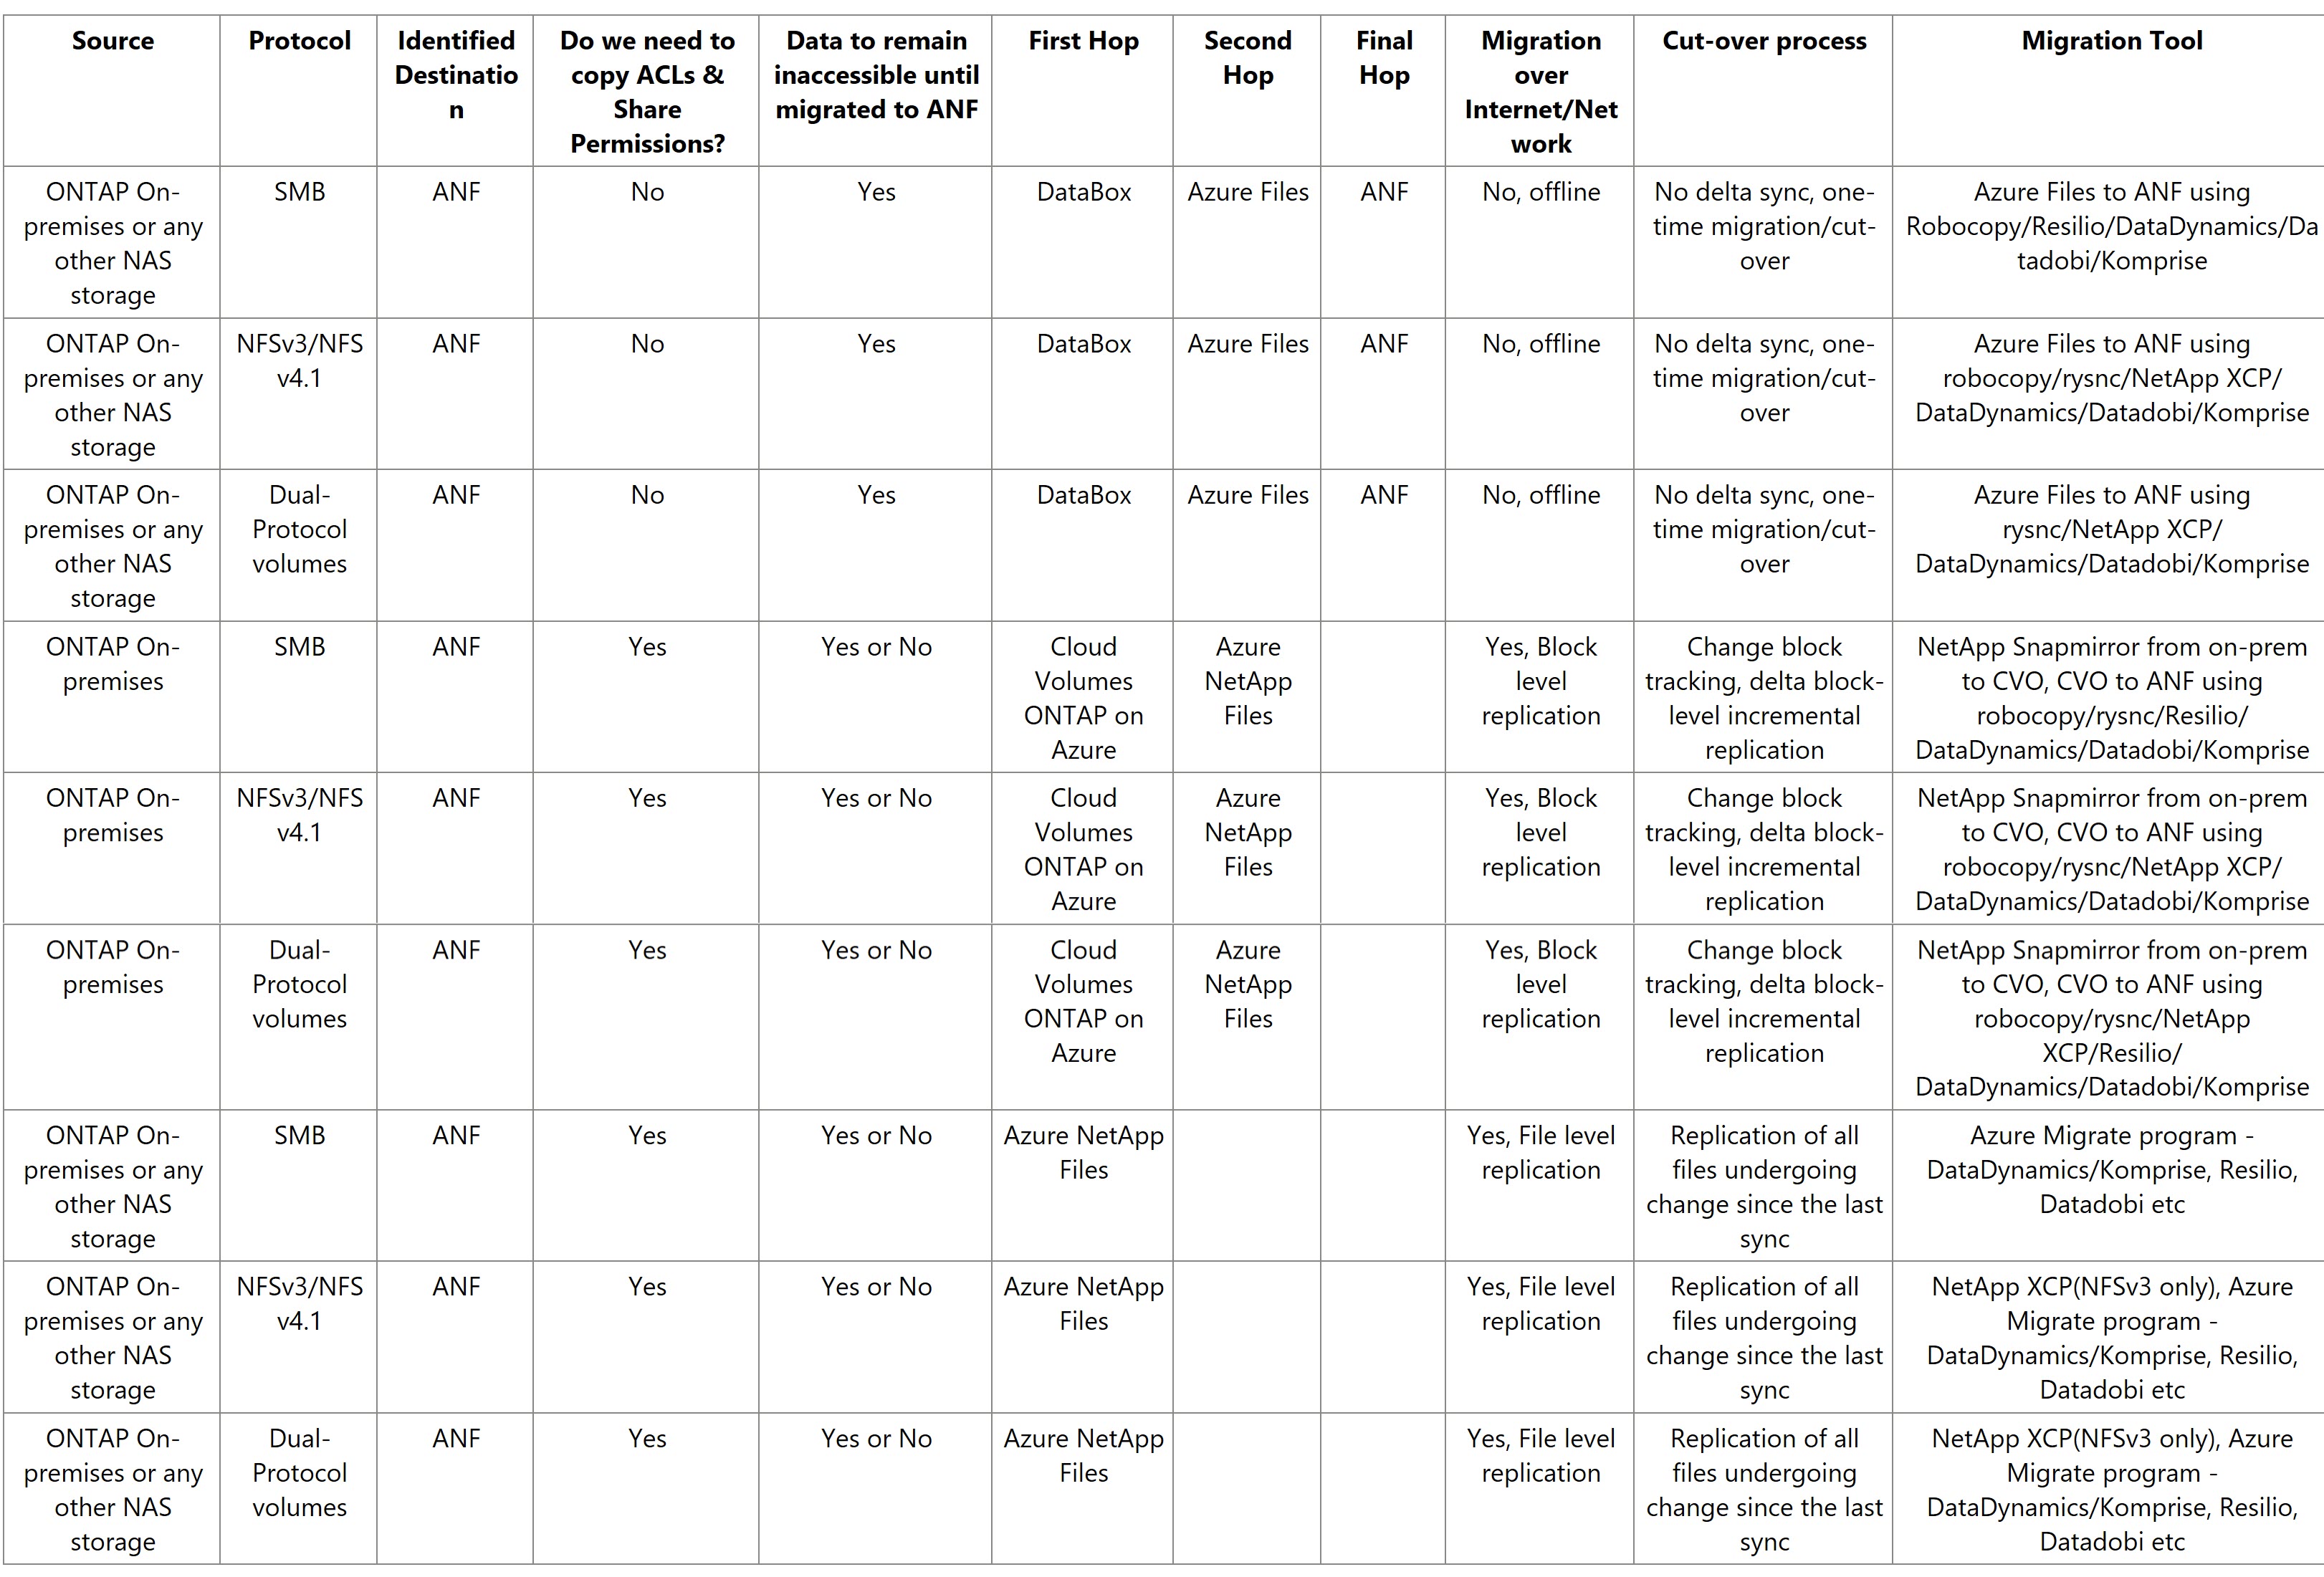 Source
Protocol
Identified
Destinatio
n
Do we need to
copy ACLs &
Share
Permissions?
Data to remain
inaccessible until
migrated to ANF
First Hop
Second
Hop
Final
Hop
Migration
over
Internet/Net
work
Cut-over process
Migration Tool
ONTAP On-
premises or any
other NAS
storage
SMB
ANF
No
Yes
DataBox
Azure Files
ANF
No, offline
No delta sync, one-
time migration/cut-
over
Azure Files to ANF using
Robocopy/Resilio/DataDynamics/Da
tadobi/Komprise
ONTAP On-
premises or any
other NAS
storage
NFSv3/NFS
v4.1
ANF
No
Yes
DataBox
Azure Files
ANF
No, offline
No delta sync, one-
time migration/cut-
over
Azure Files to ANF using
robocopy/rysnc/NetApp XCP/
DataDynamics/Datadobi/Komprise
ONTAP On-
premises or any
other NAS
storage
Dual-
Protocol
volumes
ANF
No
Yes
DataBox
Azure Files
ANF
No, offline
No delta sync, one-
time migration/cut-
over
Azure Files to ANF using
rysnc/NetApp XCP/
DataDynamics/Datadobi/Komprise
ONTAP On-
premises
SMB
ANF
Yes
Yes or No
Cloud
Volumes
ONTAP on
Azure
Azure
NetApp
Files
Yes, Block
level
replication
Change block
tracking, delta block-
level incremental
replication
NetApp Snapmirror from on-prem
to CVO, CVO to ANF using
robocopy/rysnc/Resilio/
DataDynamics/Datadobi/Komprise
ONTAP On-
premises
NFSv3/NFS
v4.1
ANF
Yes
Yes or No
Cloud
Volumes
ONTAP on
Azure
Azure
NetApp
Files
Yes, Block
level
replication
Change block
tracking, delta block-
level incremental
replication
NetApp Snapmirror from on-prem
to CVO, CVO to ANF using
robocopy/rysnc/NetApp XCP/
DataDynamics/Datadobi/Komprise
ONTAP On-
premises
Dual-
Protocol
volumes
ANF
Yes
Yes or No
Cloud
Volumes
ONTAP on
Azure
Azure
NetApp
Files
Yes, Block
level
replication
Change block
tracking, delta block-
level incremental
replication
NetApp Snapmirror from on-prem
to CVO, CVO to ANF using
robocopy/rysnc/NetApp
XCP/Resilio/
DataDynamics/Datadobi/Komprise
ONTAP On-
premises or any
other NAS
storage
SMB
ANF
Yes
Yes or No
Azure NetApp
Files
Yes, File level
replication
Replication of all
files undergoing
change since the last
sync
Azure Migrate program -
DataDynamics/Komprise, Resilio,
Datadobi etc
ONTAP On-
premises or any
other NAS
storage
NFSv3/NFS
v4.1
ANF
Yes
Yes or No
Azure NetApp
Files
Yes, File level
replication
Replication of all
files undergoing
change since the last
sync
NetApp XCP(NFSv3 only), Azure
Migrate program -
DataDynamics/Komprise, Resilio,
Datadobi etc
ONTAP On-
premises or any
other NAS
storage
Dual-
Protocol
volumes
ANF
Yes
Yes or No
Azure NetApp
Files
Yes, File level
replication
Replication of all
files undergoing
change since the last
sync
NetApp XCP(NFSv3 only), Azure
Migrate program -
DataDynamics/Komprise, Resilio,
Datadobi etc